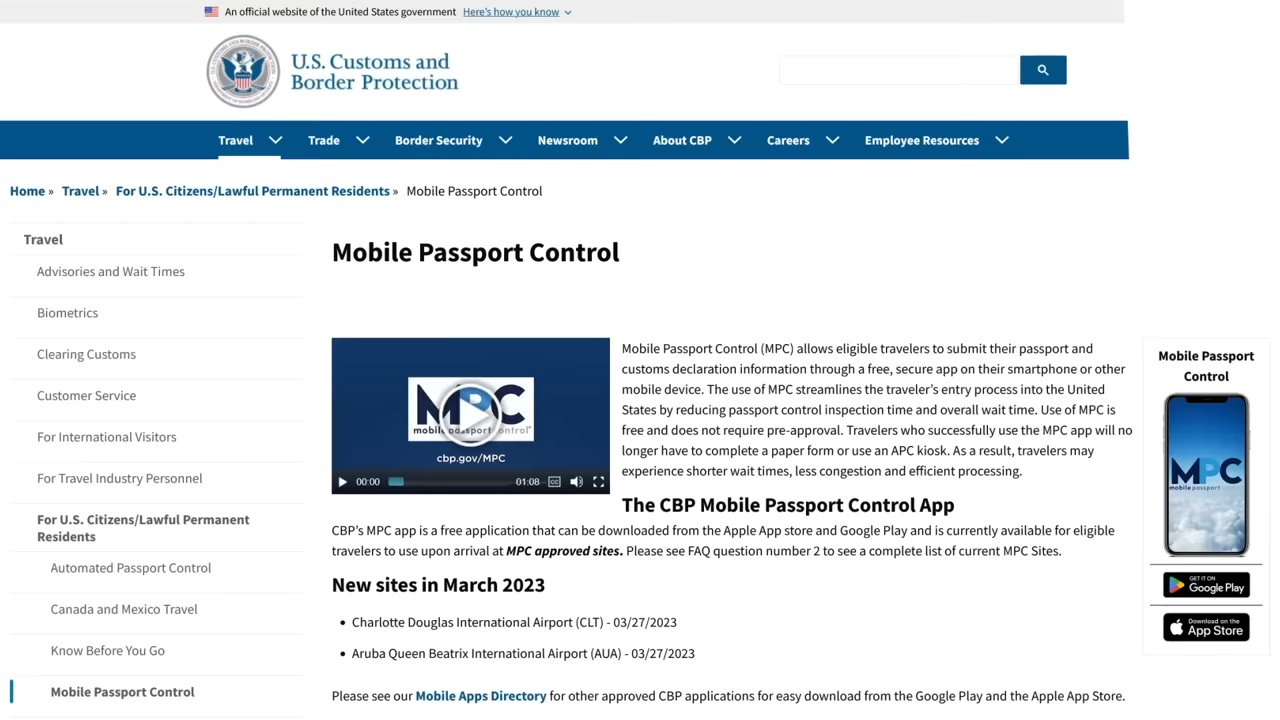 An official website of the United States government Here's how you know
U.S. Customs and
Border Protection
Travel Trade Border Security Newsroom About CBP Careers Employee Resources
Home » Travel » For U.S. Citizens/Lawful Permanent Residents » Mobile Passport Control
Travel
Advisories and Wait Times
Biometrics
Clearing Customs
Customer Service
For International Visitors
For Travel Industry Personnel
For U.S. Citizens/Lawful Permanent
Residents
Automated Passport Control
Canada and Mexico Travel
Know Before You Go
Mobile Passport Control
Mobile Passport Control
MPC
mobile passport control
cbp.gov/MPC
00:00 01:08 CC
Mobile Passport Control (MPC) allows eligible travelers to submit their passport and
customs declaration information through a free, secure app on their smartphone or other
mobile device. The use of MPC streamlines the traveler's entry process into the United
States by reducing passport control inspection time and overall wait time. Use of MPC is
free and does not require pre-approval. Travelers who successfully use the MPC app will no
longer have to complete a paper form or use an APC kiosk. As a result, travelers may
experience shorter wait times, less congestion and efficient processing.
The CBP Mobile Passport Control App
CBP's MPC app is a free application that can be downloaded from the Apple App store and Google Play and is currently available for eligible
travelers to use upon arrival at MPC approved sites. Please see FAQ question number 2 to see a complete list of current MPC Sites.
New sites in March 2023
• Charlotte Douglas International Airport (CLT) - 03/27/2023
• Aruba Queen Beatrix International Airport (AUA) - 03/27/2023
Please see our Mobile Apps Directory for other approved CBP applications for easy download from the Google Play and the Apple App Store.
Mobile Passport
Control
MPC
mobile passport
GET IT ON
Google Play
Download on the
App Store